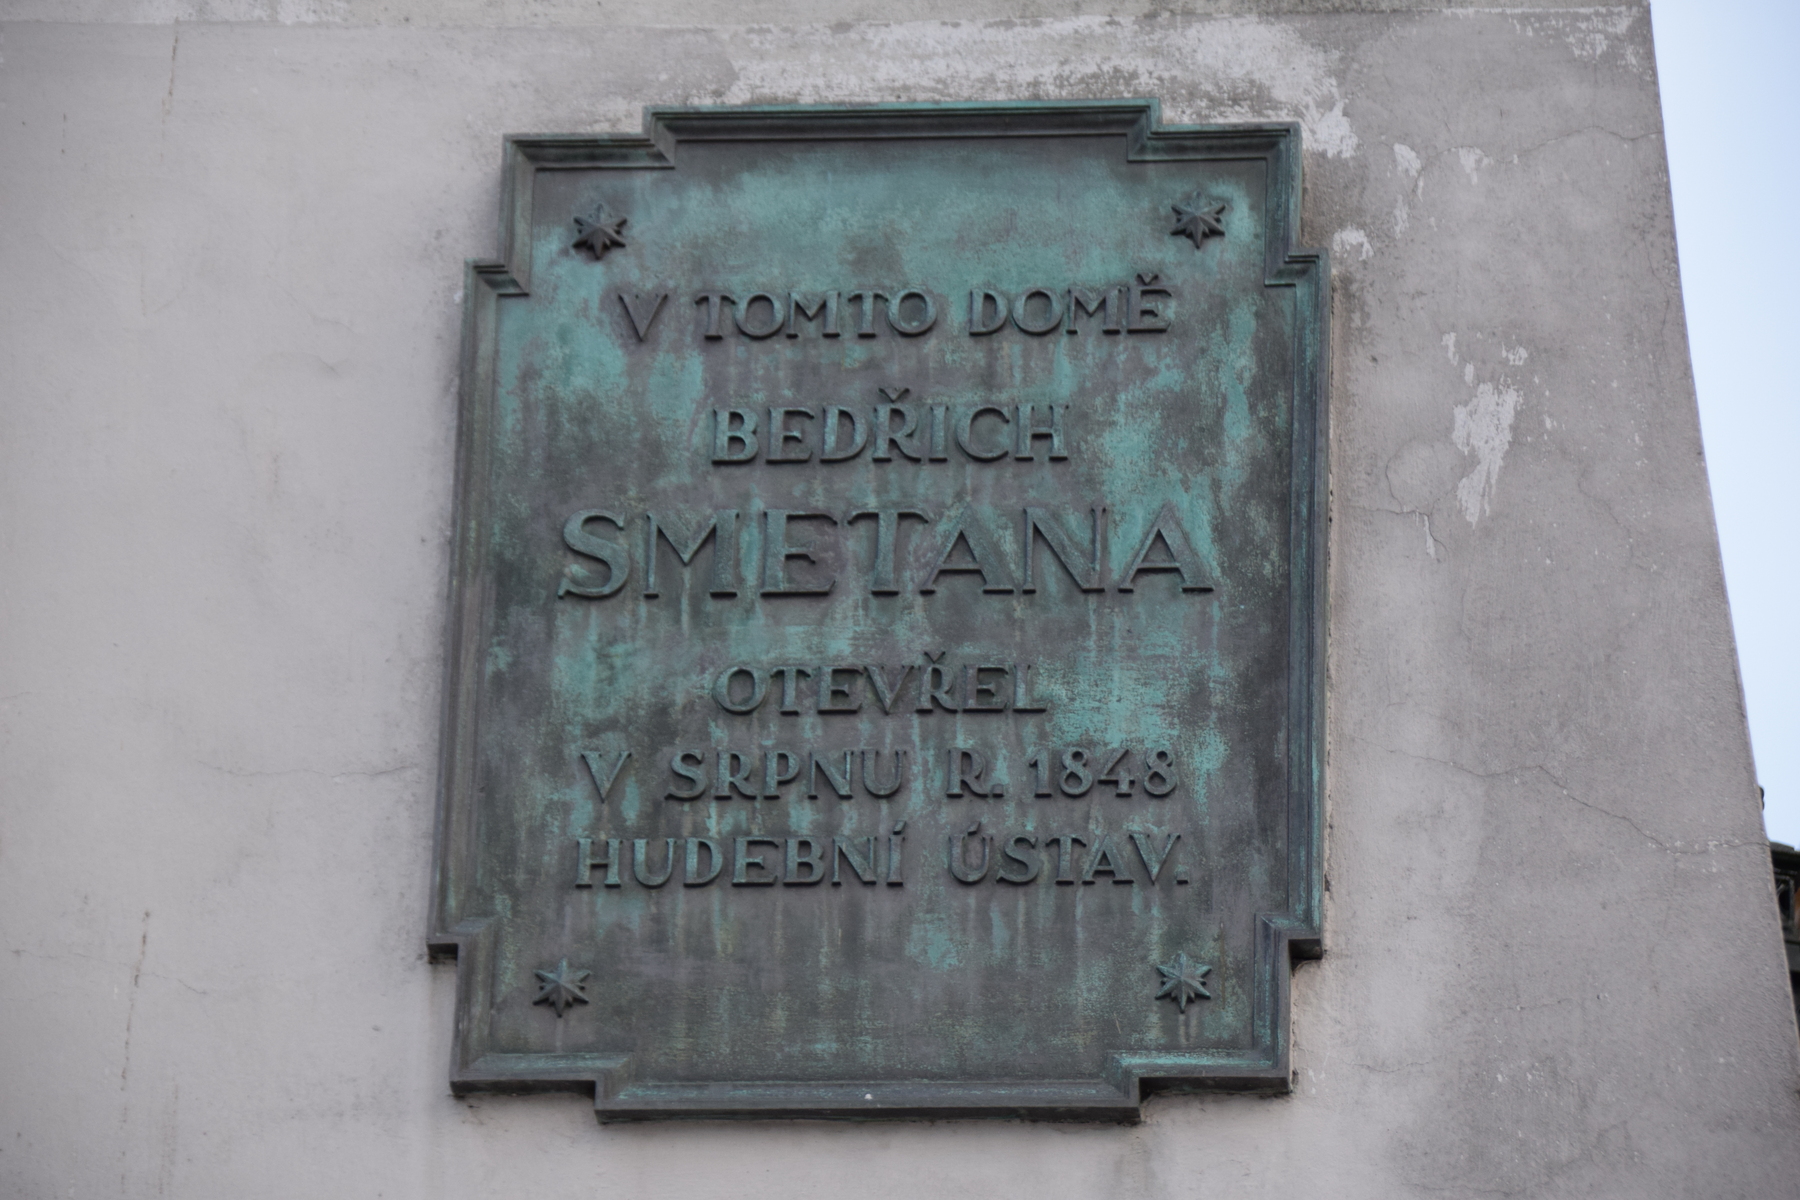 V TOMTO DOMĚ
BEDŘICH
SMETANA
OTEVŘEL
V SRPNU R. 1848
HUDEBNÍ ÚSTAV.